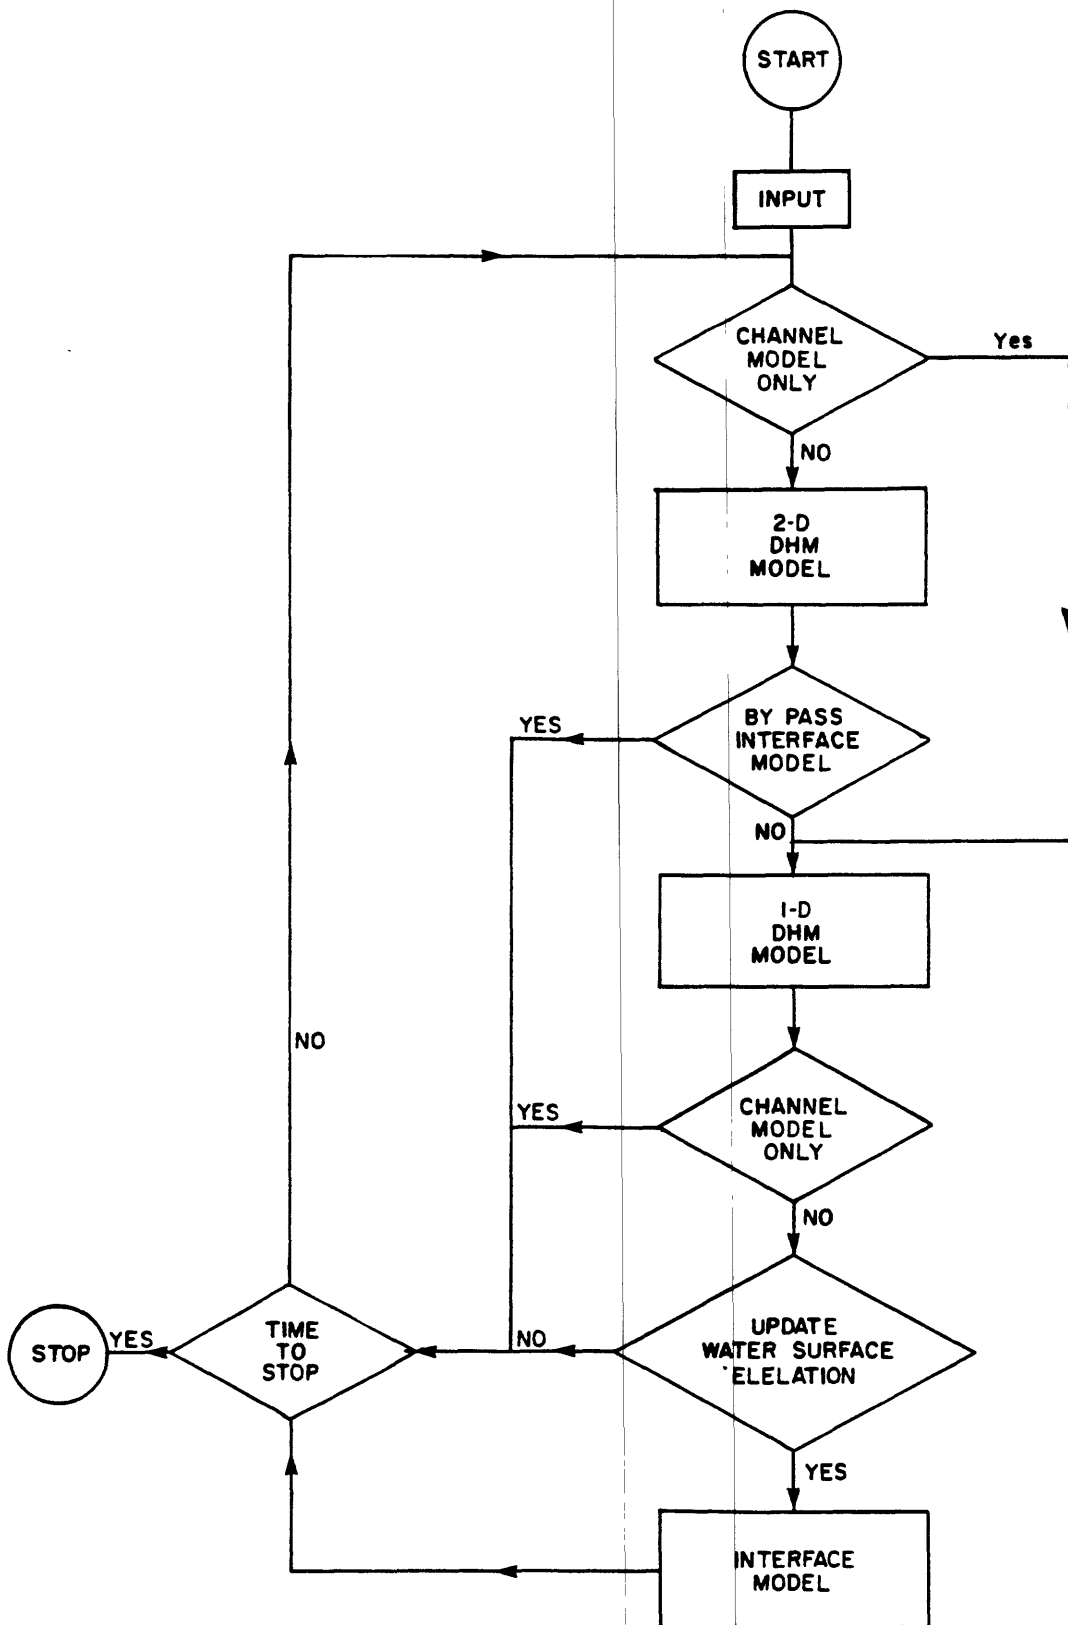 START
INPUT
CHANNEL
MODEL
ONLY
Yes
NO
2-D
DHM
MODEL
BY PASS
INTERFACE
MODEL
YES
NO
1-D
DHM
MODEL
NO
CHANNEL
MODEL
ONLY
YES
NO
UPDATE
WATER SURFACE
ELELATION
NO
TIME
TO
STOP
YES
STOP
YES
INTERFACE
MODEL